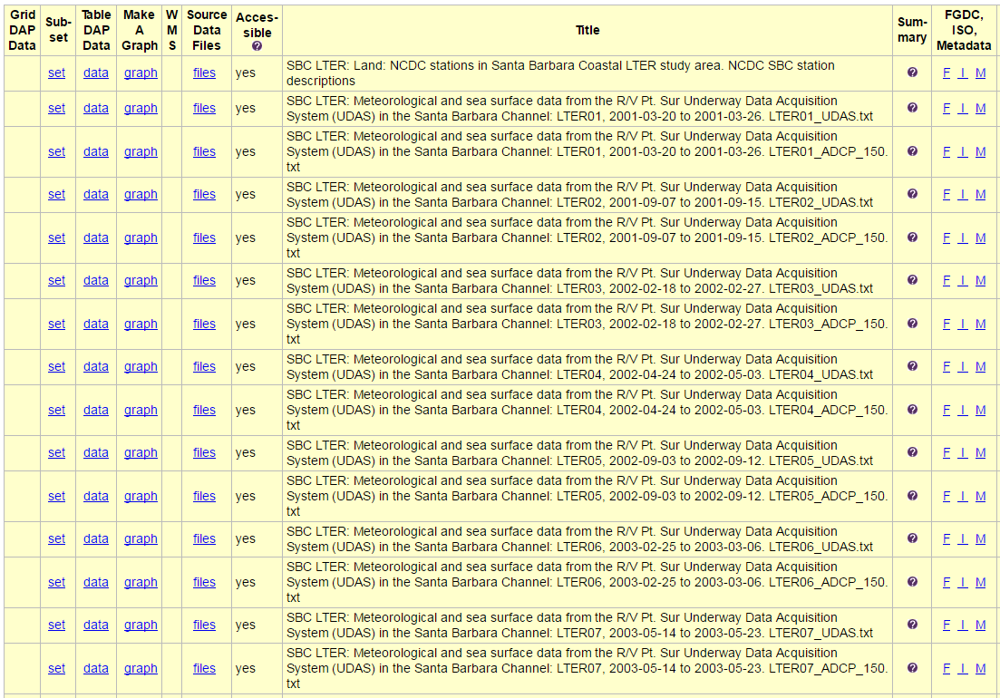 Grid DAP Data Sub-set Table DAP Data Make A Graph W M S Source Data Files Acces-sible ? Title Sum-mary FGDC, ISO, Metadata
set data graph files yes SBC LTER: Land: NCDC stations in Santa Barbara Coastal LTER study area. NCDC SBC station ? F I M
descriptions
set data graph files yes SBC LTER: Meteorological and sea surface data from the R/V Pt. Sur Underway Data Acquisition ? F I M
System (UDAS) in the Santa Barbara Channel: LTER01, 2001-03-20 to 2001-03-26. LTER01_UDAS.txt
set data graph files yes SBC LTER: Meteorological and sea surface data from the R/V Pt. Sur Underway Data Acquisition ? F I M
System (UDAS) in the Santa Barbara Channel: LTER01, 2001-03-20 to 2001-03-26. LTER01_ADCP_150.
txt
set data graph files yes SBC LTER: Meteorological and sea surface data from the R/V Pt. Sur Underway Data Acquisition ? F I M
System (UDAS) in the Santa Barbara Channel: LTER02, 2001-09-07 to 2001-09-15. LTER02_UDAS.txt
set data graph files yes SBC LTER: Meteorological and sea surface data from the R/V Pt. Sur Underway Data Acquisition ? F I M
System (UDAS) in the Santa Barbara Channel: LTER02, 2001-09-07 to 2001-09-15. LTER02_ADCP_150.
txt
set data graph files yes SBC LTER: Meteorological and sea surface data from the R/V Pt. Sur Underway Data Acquisition ? F I M
System (UDAS) in the Santa Barbara Channel: LTER03, 2002-02-18 to 2002-02-27. LTER03_UDAS.txt
set data graph files yes SBC LTER: Meteorological and sea surface data from the R/V Pt. Sur Underway Data Acquisition ? F I M
System (UDAS) in the Santa Barbara Channel: LTER03, 2002-02-18 to 2002-02-27. LTER03_ADCP_150.
txt
set data graph files yes SBC LTER: Meteorological and sea surface data from the R/V Pt. Sur Underway Data Acquisition ? F I M
System (UDAS) in the Santa Barbara Channel: LTER04, 2002-04-24 to 2002-05-03. LTER04_UDAS.txt
set data graph files yes SBC LTER: Meteorological and sea surface data from the R/V Pt. Sur Underway Data Acquisition ? F I M
System (UDAS) in the Santa Barbara Channel: LTER04, 2002-04-24 to 2002-05-03. LTER04_ADCP_150.
txt
set data graph files yes SBC LTER: Meteorological and sea surface data from the R/V Pt. Sur Underway Data Acquisition ? F I M
System (UDAS) in the Santa Barbara Channel: LTER05, 2002-09-03 to 2002-09-12. LTER05_UDAS.txt
set data graph files yes SBC LTER: Meteorological and sea surface data from the R/V Pt. Sur Underway Data Acquisition ? F I M
System (UDAS) in the Santa Barbara Channel: LTER05, 2002-09-03 to 2002-09-12. LTER05_ADCP_150.
txt
set data graph files yes SBC LTER: Meteorological and sea surface data from the R/V Pt. Sur Underway Data Acquisition ? F I M
System (UDAS) in the Santa Barbara Channel: LTER06, 2003-02-25 to 2003-03-06. LTER06_UDAS.txt
set data graph files yes SBC LTER: Meteorological and sea surface data from the R/V Pt. Sur Underway Data Acquisition ? F I M
System (UDAS) in the Santa Barbara Channel: LTER06, 2003-02-25 to 2003-03-06. LTER06_ADCP_150.
txt
set data graph files yes SBC LTER: Meteorological and sea surface data from the R/V Pt. Sur Underway Data Acquisition ? F I M
System (UDAS) in the Santa Barbara Channel: LTER07, 2003-05-14 to 2003-05-23. LTER07_UDAS.txt
set data graph files yes SBC LTER: Meteorological and sea surface data from the R/V Pt. Sur Underway Data Acquisition ? F I M
System (UDAS) in the Santa Barbara Channel: LTER07, 2003-05-14 to 2003-05-23. LTER07_ADCP_150.
txt